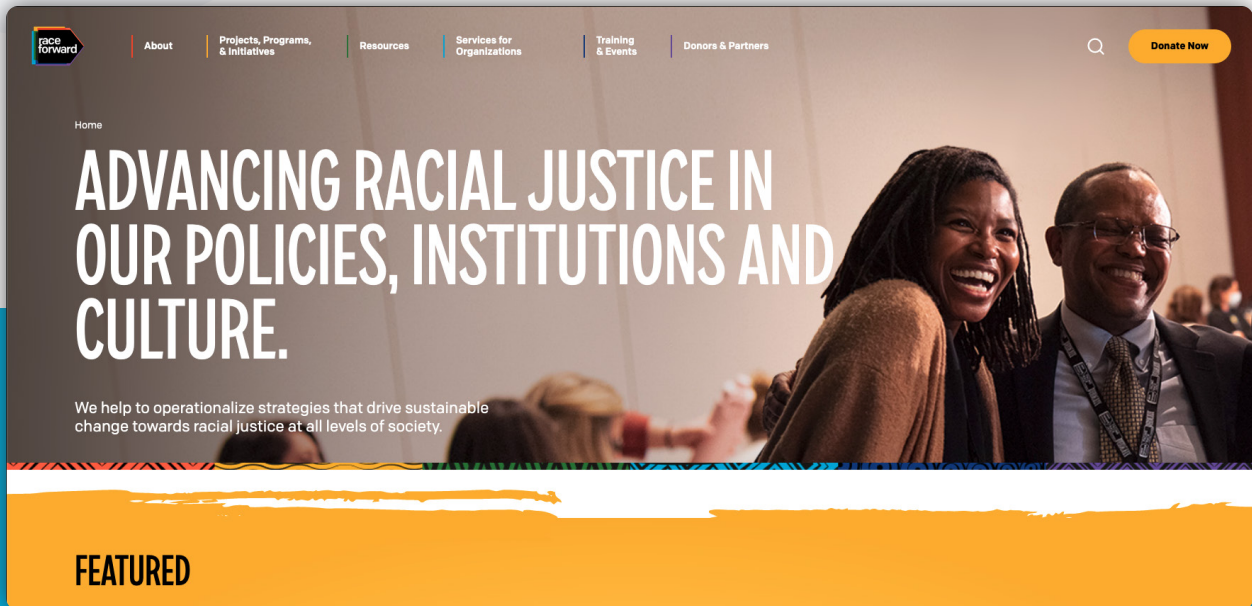 race
forward
About
Projects, Programs,
& Initiatives
Resources
Services for
Organizations
Training
& Events
Donors & Partners
Donate Now
Home
ADVANCING RACIAL JUSTICE IN
OUR POLICIES, INSTITUTIONS AND
CULTURE.
We help to operationalize strategies that drive sustainable
change towards racial justice at all levels of society.
FEATURED